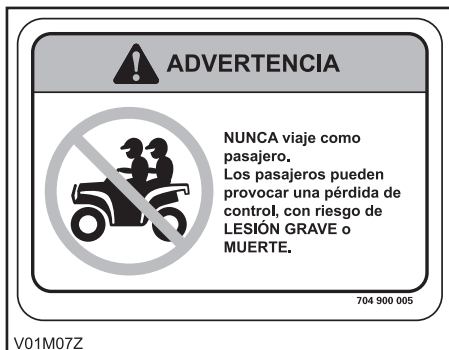 ADVERTENCIA
NUNCA viaje como
pasajero.
Los pasajeros pueden
provocar una pérdida de
control, con riesgo de
LESIÓN GRAVE o
MUERTE.
704 900 005
V01M07Z